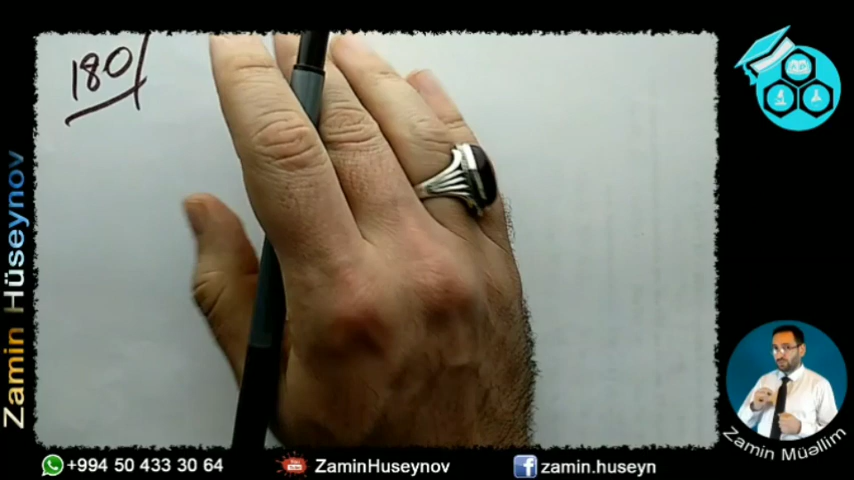 180/
Zamin Hüseynov
Zamin Müəllim
+994 50 433 30 64
ZaminHuseynov
zamin.huseyn